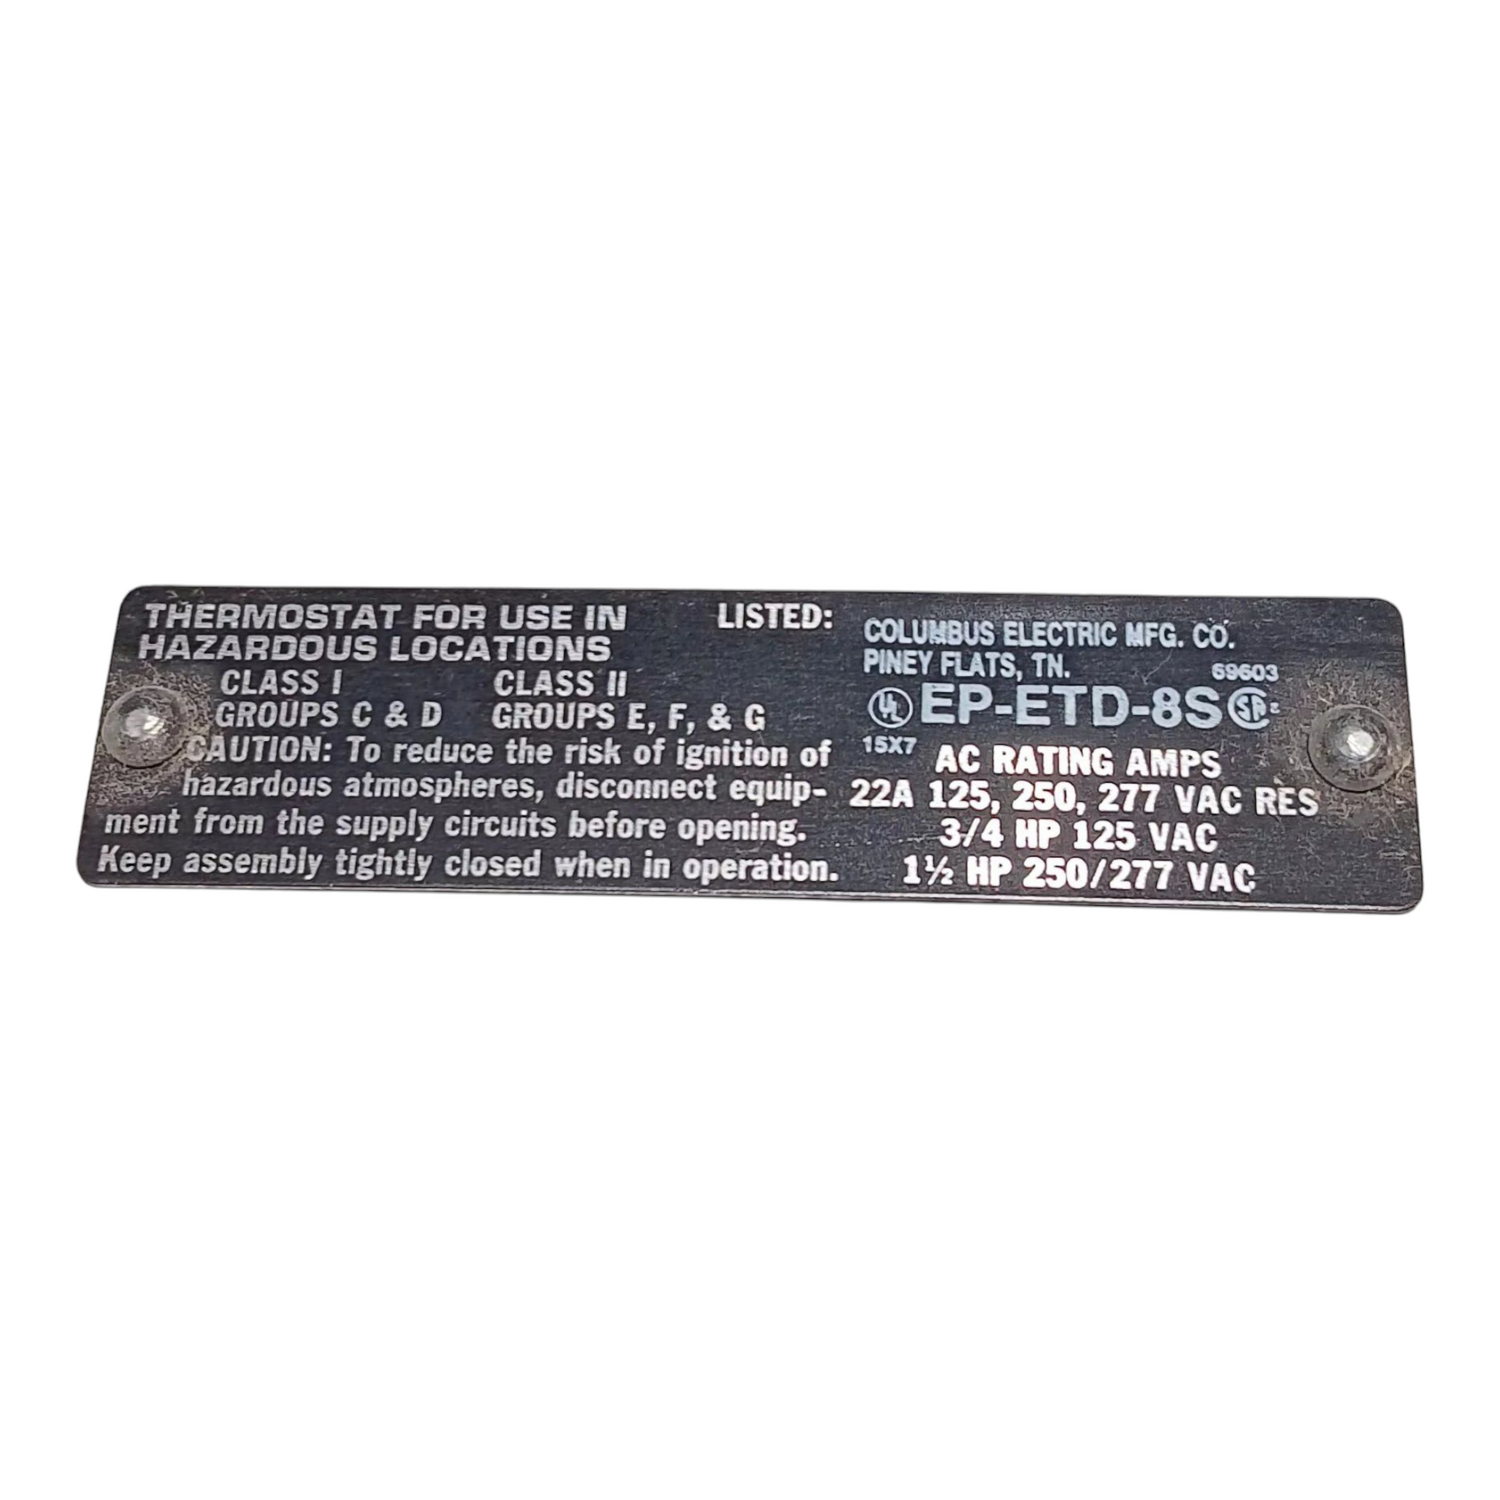 THERMOSTAT FOR USE IN
HAZARDOUS LOCATIONS
CLASS I CLASS II
GROUPS C & D GROUPS E, F, & G
CAUTION: To reduce the risk of ignition of
hazardous atmospheres, disconnect equip-
ment from the supply circuits before opening.
Keep assembly tightly closed when in operation.
LISTED:
COLUMBUS ELECTRIC MFG. CO.
PINEY FLATS, TN.
69603
UL EP-ETD-8S SA
15X7
AC RATING AMPS
22A 125, 250, 277 VAC RES
3/4 HP 125 VAC
1½ HP 250/277 VAC